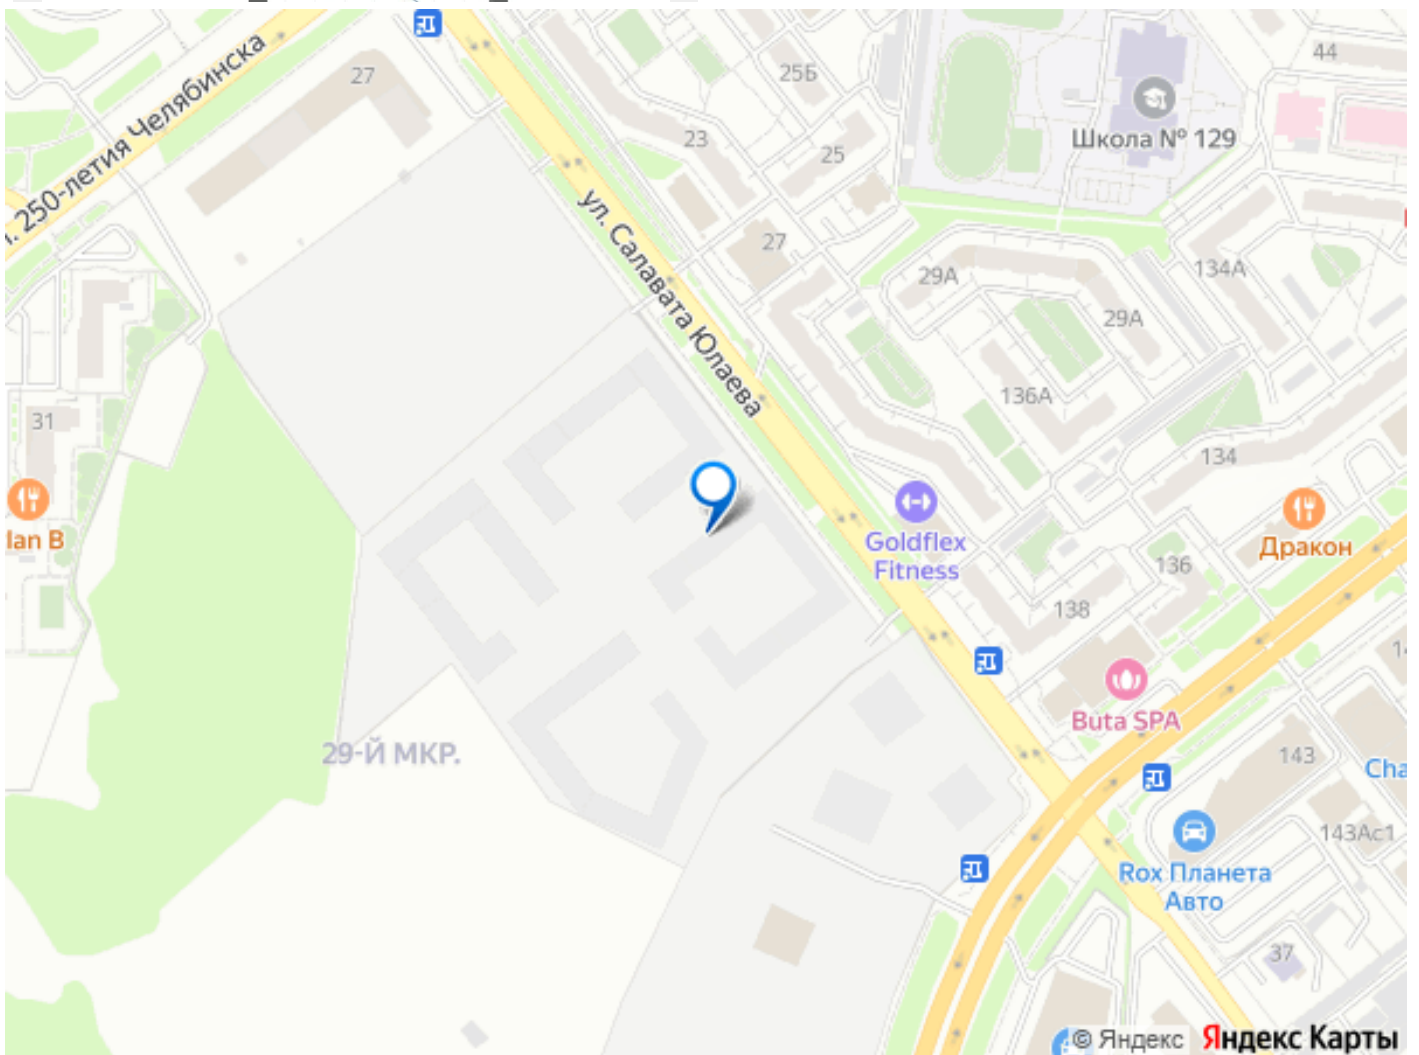 27
25Б
44
л. 250-летия Челябинска
23
25
Школа № 129
ул. Салавата Юлаева
27
29А
134А
29А
31
136А
134
lan B
Goldflex
Fitness
Дракон
136
138
Buta SPA
29-Й МКР.
143
Cha
143Ас1
Rox Планета
Авто
37
© Яндекс Яндекс Карты